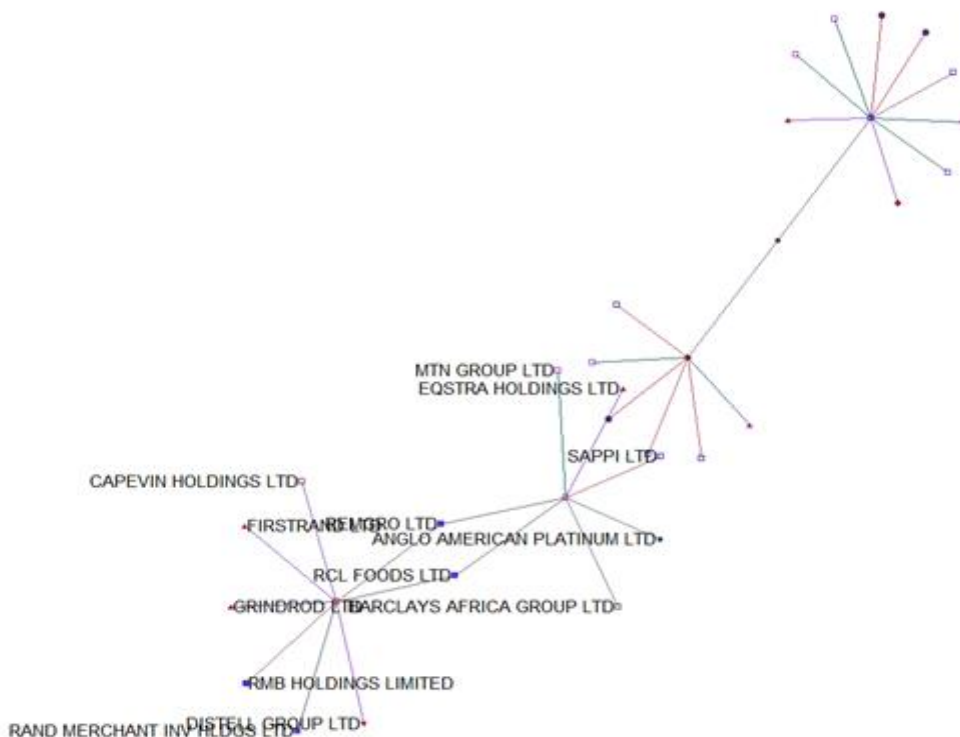 MTN GROUP LTD
EQSTRA HOLDINGS LTD
SAPPI LTD
CAPEVIN HOLDINGS LTD
FIRSTRAND LTD
REMGRO LTD
ANGLO AMERICAN PLATINUM LTD
RCL FOODS LTD
GRINDROD LTD
BARCLAYS AFRICA GROUP LTD
RMB HOLDINGS LIMITED
DISTELL GROUP LTD
RAND MERCHANT INV HLDGS LTD